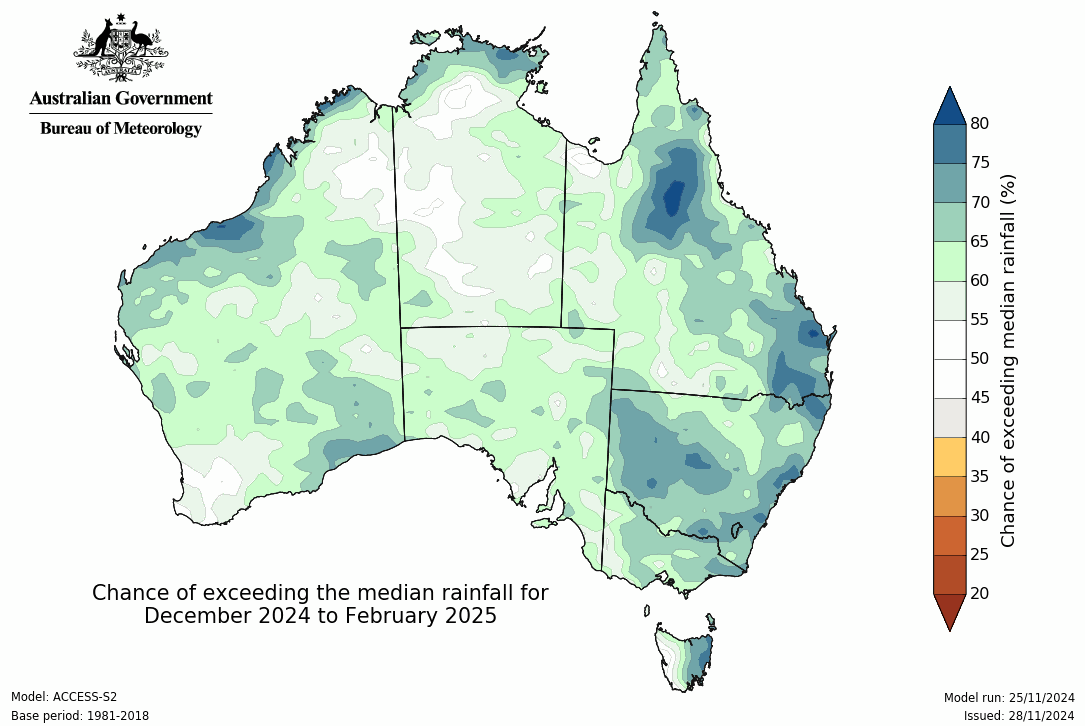 Australian Government
Bureau of Meteorology
80
75
70
65
60
55
50
45
40
35
30
25
20
Chance of exceeding median rainfall (%)
Chance of exceeding the median rainfall for
December 2024 to February 2025
Model: ACCESS-S2
Base period: 1981-2018
Model run: 25/11/2024
Issued: 28/11/2024